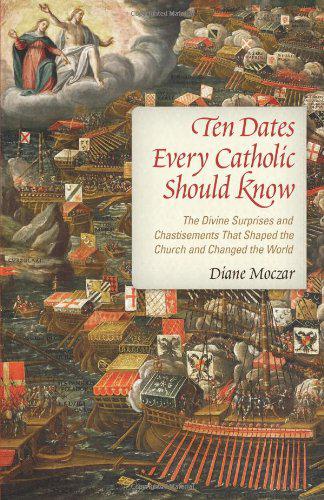 Ten Dates
Every Catholic
Should Know
The Divine Surprises and
Chastisements That Shaped the
Church and Changed the World
Diane Moczar